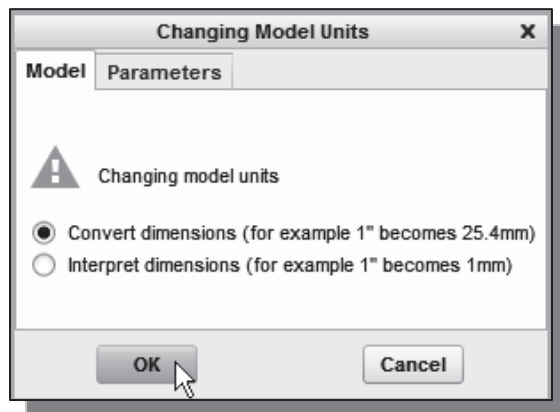 Changing Model Units x
Model Parameters
Changing model units
Convert dimensions (for example 1" becomes 25.4mm)
Interpret dimensions (for example 1" becomes 1mm)
OK Cancel